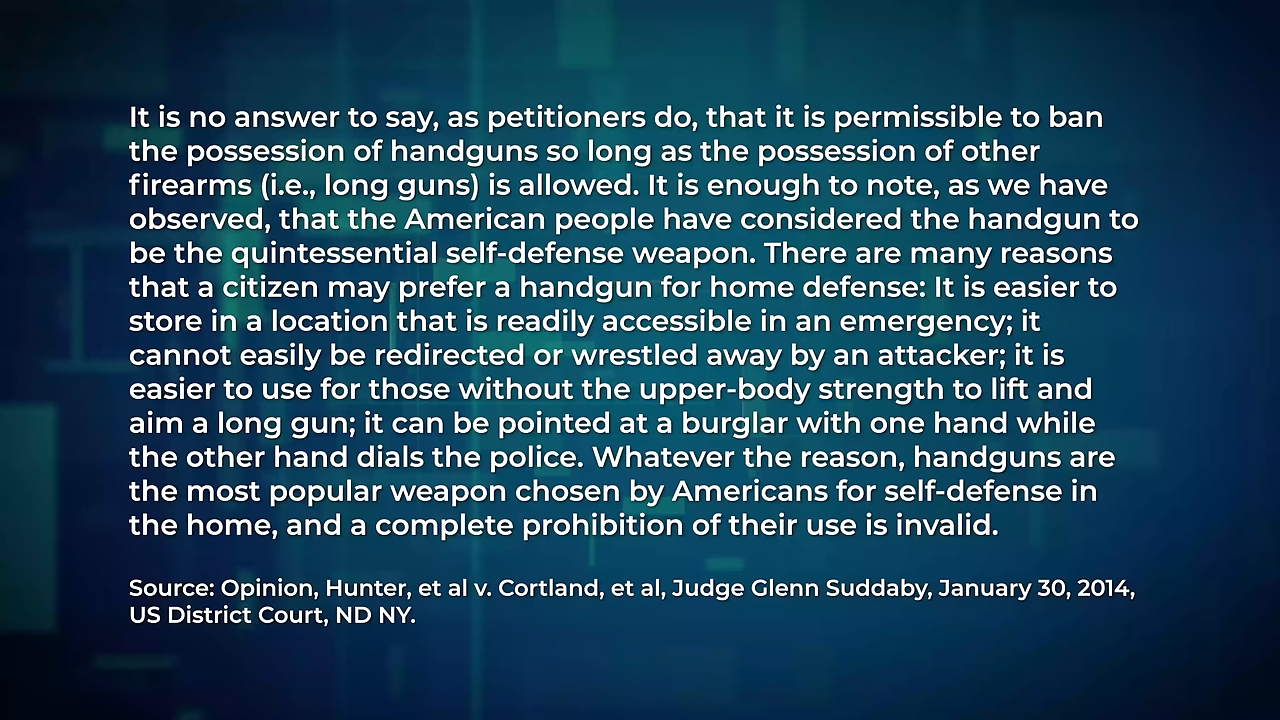 It is no answer to say, as petitioners do, that it is permissible to ban
the possession of handguns so long as the possession of other
firearms (i.e., long guns) is allowed. It is enough to note, as we have
observed, that the American people have considered the handgun to
be the quintessential self-defense weapon. There are many reasons
that a citizen may prefer a handgun for home defense: It is easier to
store in a location that is readily accessible in an emergency; it
cannot easily be redirected or wrestled away by an attacker; it is
easier to use for those without the upper-body strength to lift and
aim a long gun; it can be pointed at a burglar with one hand while
the other hand dials the police. Whatever the reason, handguns are
the most popular weapon chosen by Americans for self-defense in
the home, and a complete prohibition of their use is invalid.
Source: Opinion, Hunter, et al v. Cortland, et al, Judge Glenn Suddaby, January 30, 2014,
US District Court, ND NY.